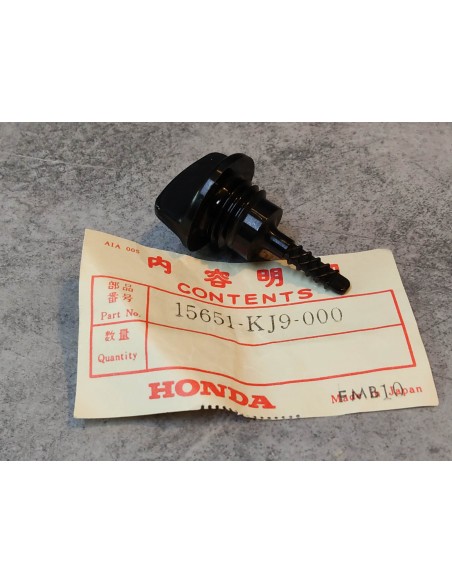 A1A 005
内容明
CONTENTS
部品
番号
Part No.
15651-KJ9-000
数量
Quantity
HONDA
Made in Japan
EMB10